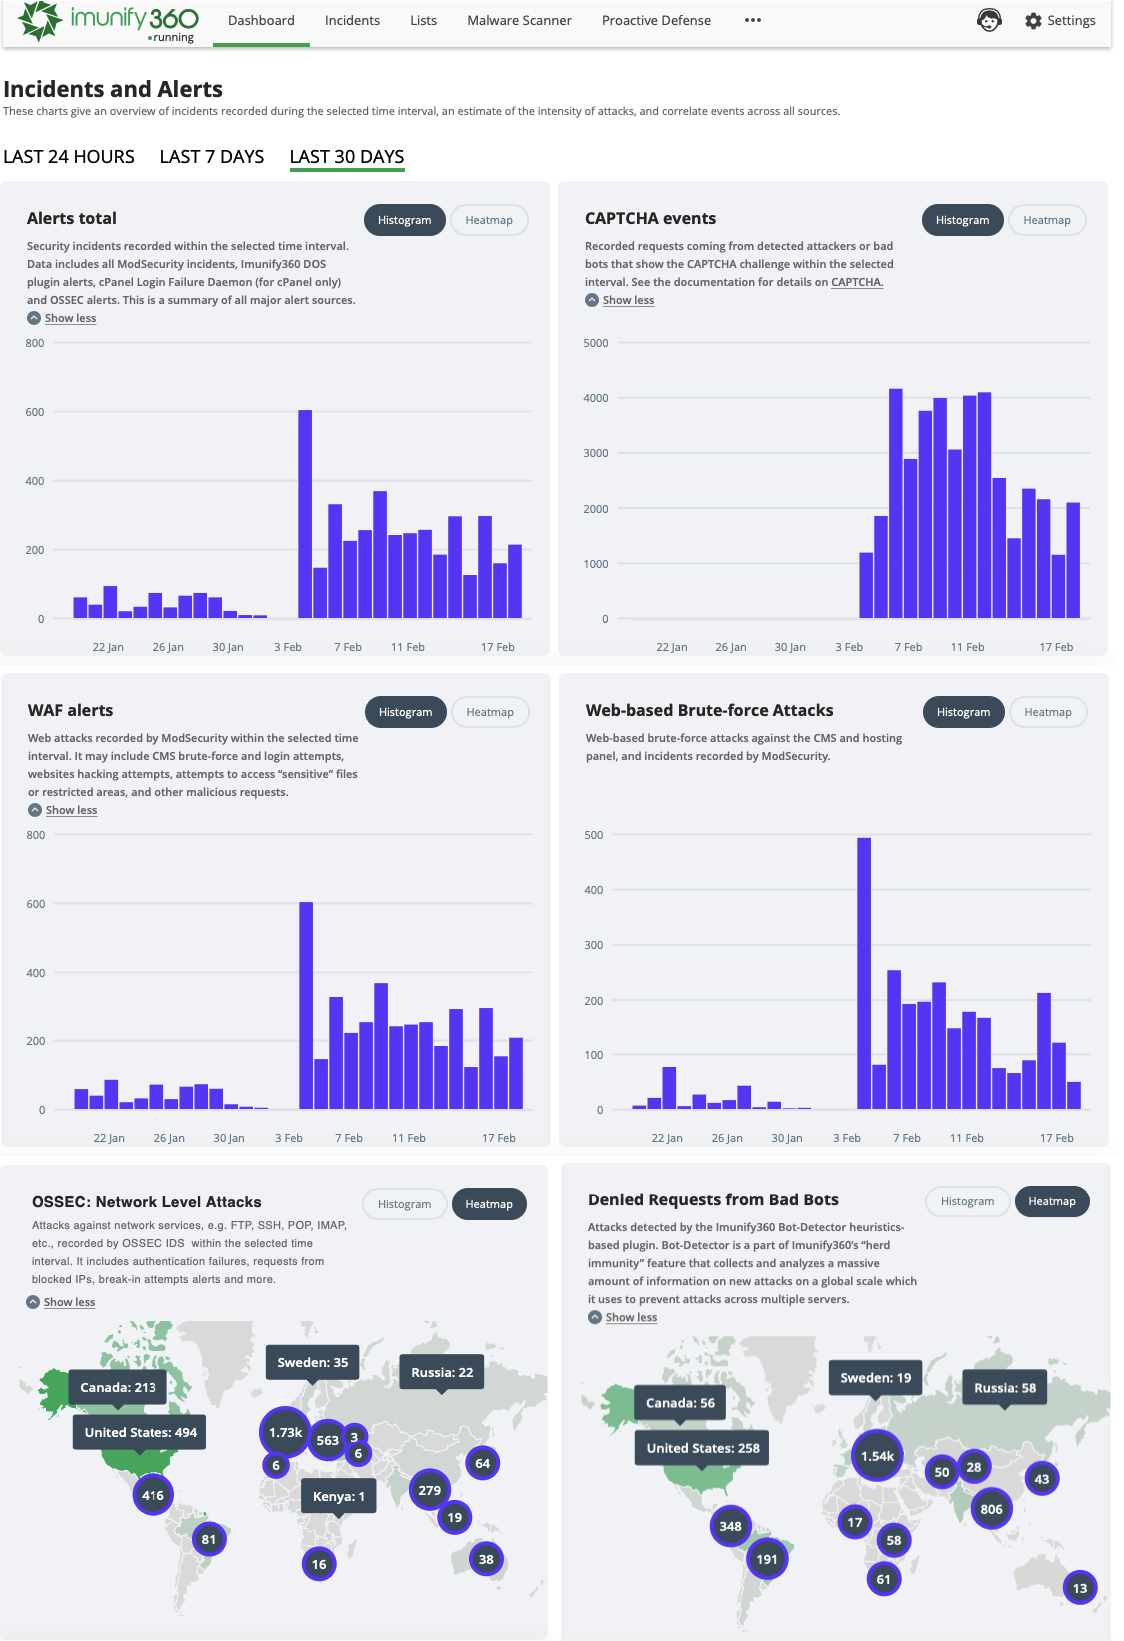 imunify360
running
Dashboard
Incidents
Lists
Malware Scanner
Proactive Defense
Settings
Incidents and Alerts
These charts give an overview of incidents recorded during the selected time interval, an estimate of the intensity of attacks, and correlate events across all sources.
LAST 24 HOURS
LAST 7 DAYS
LAST 30 DAYS
Alerts total
Histogram
Heatmap
Security incidents recorded within the selected time interval.
Data includes all ModSecurity incidents, Imunify360 DOS
plugin alerts, cPanel Login Failure Daemon (for cPanel only)
and OSSEC alerts. This is a summary of all major alert sources.
Show less
800
600
400
200
0
22 Jan
26 Jan
30 Jan
3 Feb
7 Feb
11 Feb
17 Feb
CAPTCHA events
Histogram
Heatmap
Recorded requests coming from detected attackers or bad
bots that show the CAPTCHA challenge within the selected
interval. See the documentation for details on CAPTCHA.
Show less
5000
4000
3000
2000
1000
0
22 Jan
26 Jan
30 Jan
3 Feb
7 Feb
11 Feb
17 Feb
WAF alerts
Histogram
Heatmap
Web attacks recorded by ModSecurity within the selected time
interval. It may include CMS brute-force and login attempts,
websites hacking attempts, attempts to access “sensitive” files
or restricted areas, and other malicious requests.
Show less
800
600
400
200
0
22 Jan
26 Jan
30 Jan
3 Feb
7 Feb
11 Feb
17 Feb
Web-based Brute-force Attacks
Histogram
Heatmap
Web-based brute-force attacks against the CMS and hosting
panel, and incidents recorded by ModSecurity.
500
400
300
200
100
0
22 Jan
26 Jan
30 Jan
3 Feb
7 Feb
11 Feb
17 Feb
OSSEC: Network Level Attacks
Histogram
Heatmap
Attacks against network services, e.g. FTP, SSH, POP, IMAP,
etc., recorded by OSSEC IDS within the selected time
interval. It includes authentication failures, requests from
blocked IPs, break-in attempts alerts and more.
Show less
Sweden: 35
Russia: 22
Canada: 213
United States: 494
1.73k
563
3
6
6
64
279
416
Kenya: 1
19
81
38
16
Denied Requests from Bad Bots
Histogram
Heatmap
Attacks detected by the Imunify360 Bot-Detector heuristics-
based plugin. Bot-Detector is a part of Imunify360’s “herd
immunity” feature that collects and analyzes a massive
amount of information on new attacks on a global scale which
it uses to prevent attacks across multiple servers.
Show less
Sweden: 19
Russia: 58
Canada: 56
United States: 258
1.54k
50
28
43
806
348
17
58
191
61
13